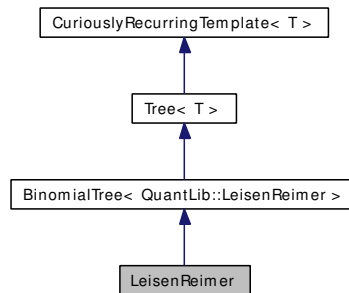 CuriouslyRecurringTemplate< T >
Tree< T >
BinomialTree< QuantLib::LeisenReimer >
LeisenReimer